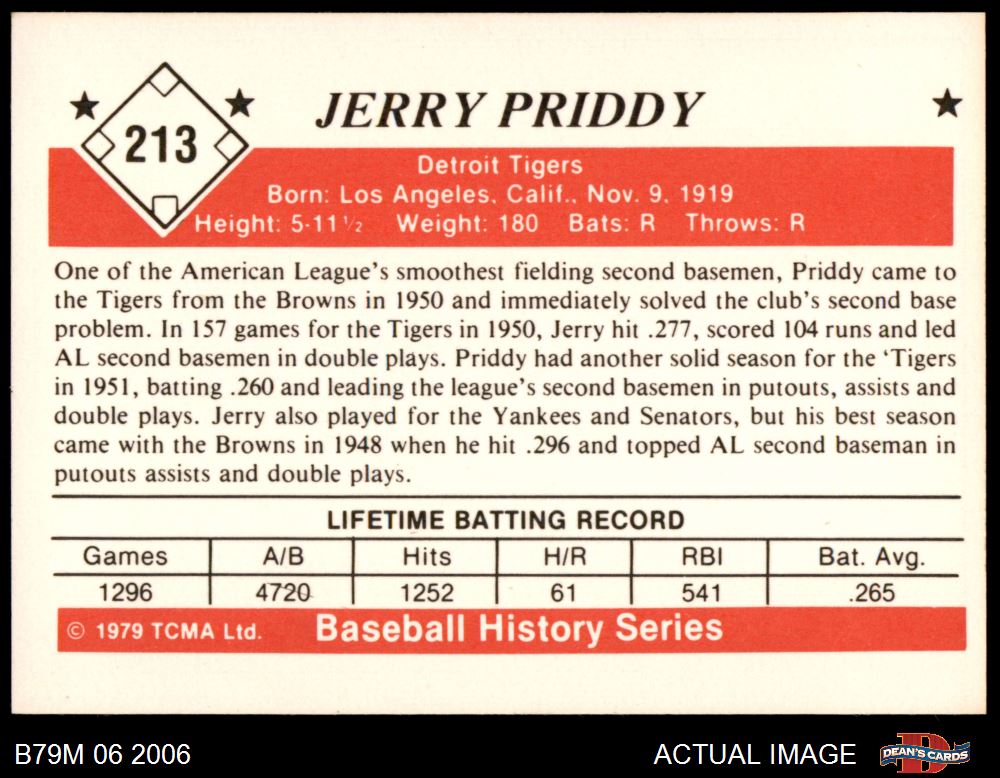 213
JERRY PRIDDY
Detroit Tigers
Born: Los Angeles, Calif., Nov. 9, 1919
Height: 5-11 1/2 Weight: 180 Bats: R Throws: R
One of the American League's smoothest fielding second basemen, Priddy came to
the Tigers from the Browns in 1950 and immediately solved the club's second base
problem. In 157 games for the Tigers in 1950, Jerry hit .277, scored 104 runs and led
AL second basemen in double plays. Priddy had another solid season for the 'Tigers
in 1951, batting .260 and leading the league's second basemen in putouts, assists and
double plays. Jerry also played for the Yankees and Senators, but his best season
came with the Browns in 1948 when he hit .296 and topped AL second baseman in
putouts assists and double plays.
LIFETIME BATTING RECORD
Games A/B Hits H/R RBI Bat. Avg.
1296 4720 1252 61 541 .265
© 1979 TCMA Ltd. Baseball History Series
B79M 06 2006 ACTUAL IMAGE DEAN'S CARDS